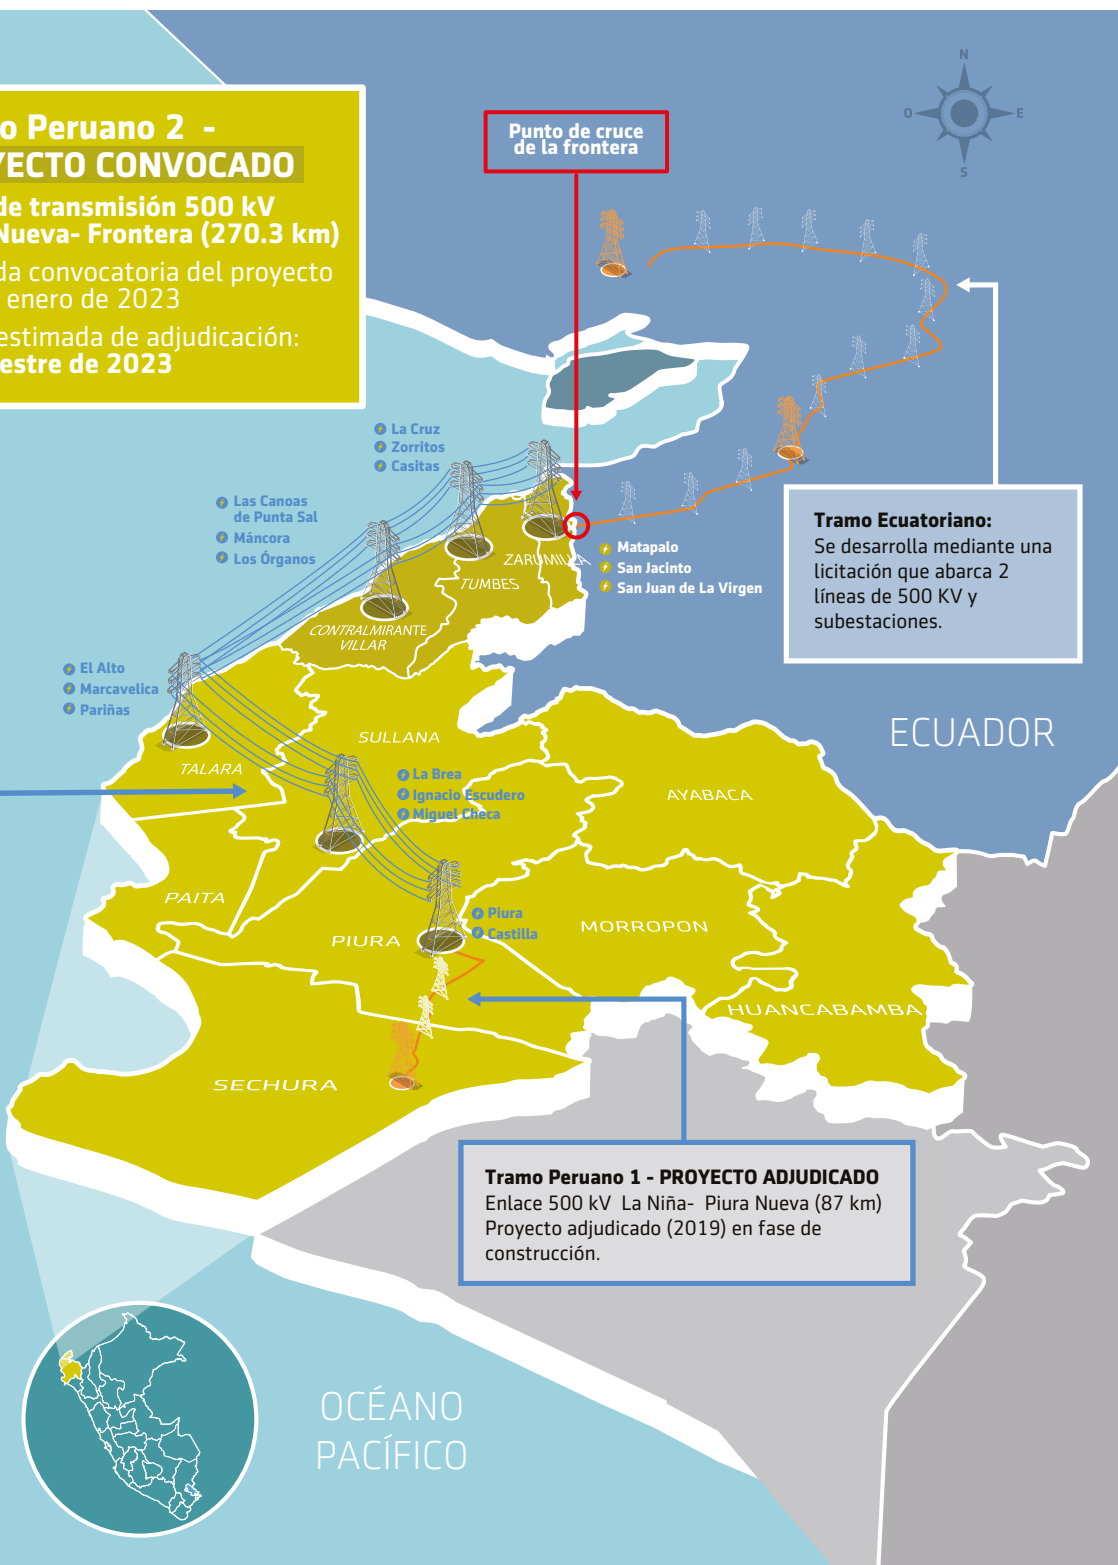 o Peruano 2 -
YECTO CONVOCADO
de transmisión 500 kV
Nueva- Frontera (270.3 km)
da convocatoria del proyecto
enero de 2023
estimada de adjudicación:
estre de 2023
Punto de cruce
de la frontera
N
O
E
S
La Cruz
Zorritos
Casitas
Las Canoas
de Punta Sal
Máncora
Los Órganos
Tramo Ecuatoriano:
Se desarrolla mediante una
licitación que abarca 2
líneas de 500 KV y
subestaciones.
Matapalo
San Jacinto
San Juan de La Virgen
ZARUMILLA
TUMBES
CONTRALMIRANTE
VILLAR
El Alto
Marcavelica
Pariñas
ECUADOR
SULLANA
TALARA
La Brea
Ignacio Escudero
Miguel Checa
AYABACA
PAITA
PIURA
Piura
Castilla
MORROPON
HUANCABAMBA
SECHURA
Tramo Peruano 1 - PROYECTO ADJUDICADO
Enlace 500 kV La Niña- Piura Nueva (87 km)
Proyecto adjudicado (2019) en fase de
construcción.
OCÉANO
PACÍFICO